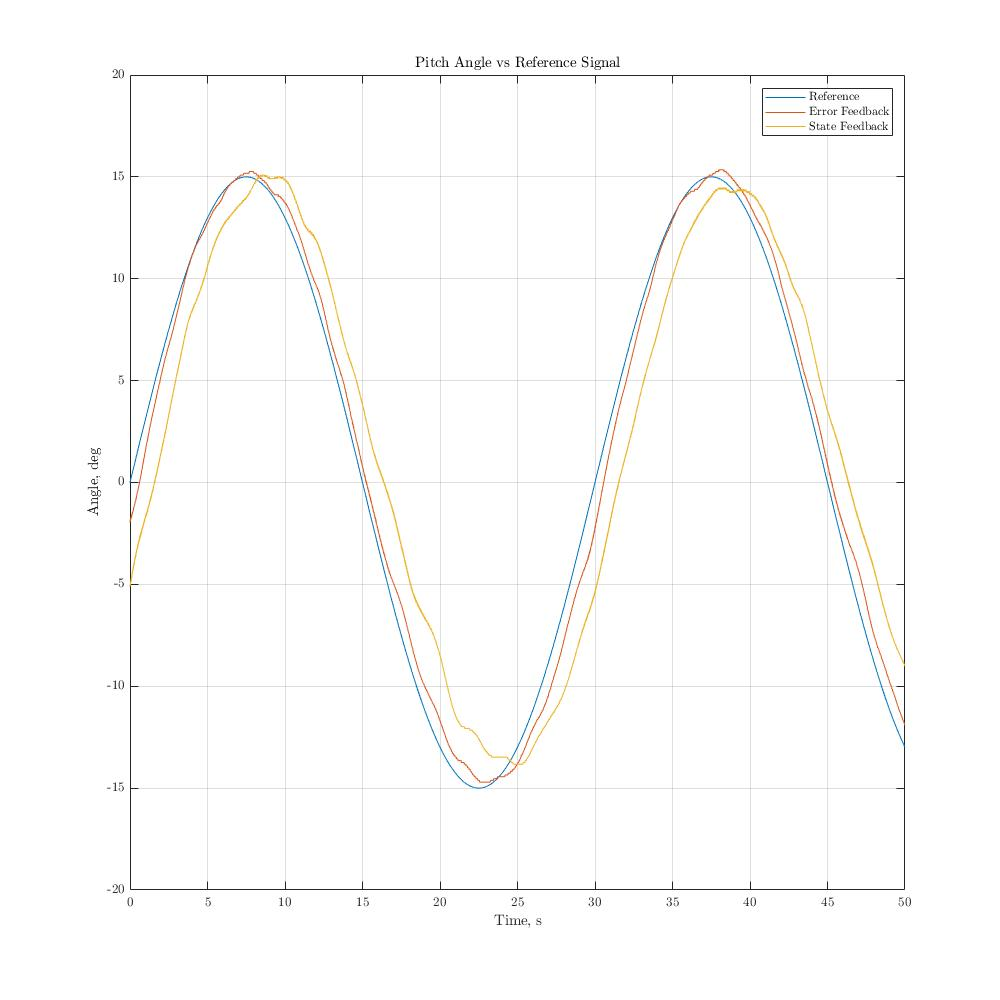 Pitch Angle vs Reference Signal
Reference
Error Feedback
State Feedback
20
15
10
5
0
-5
-10
-15
-20
Angle, deg
0 5 10 15 20 25 30 35 40 45 50
Time, s